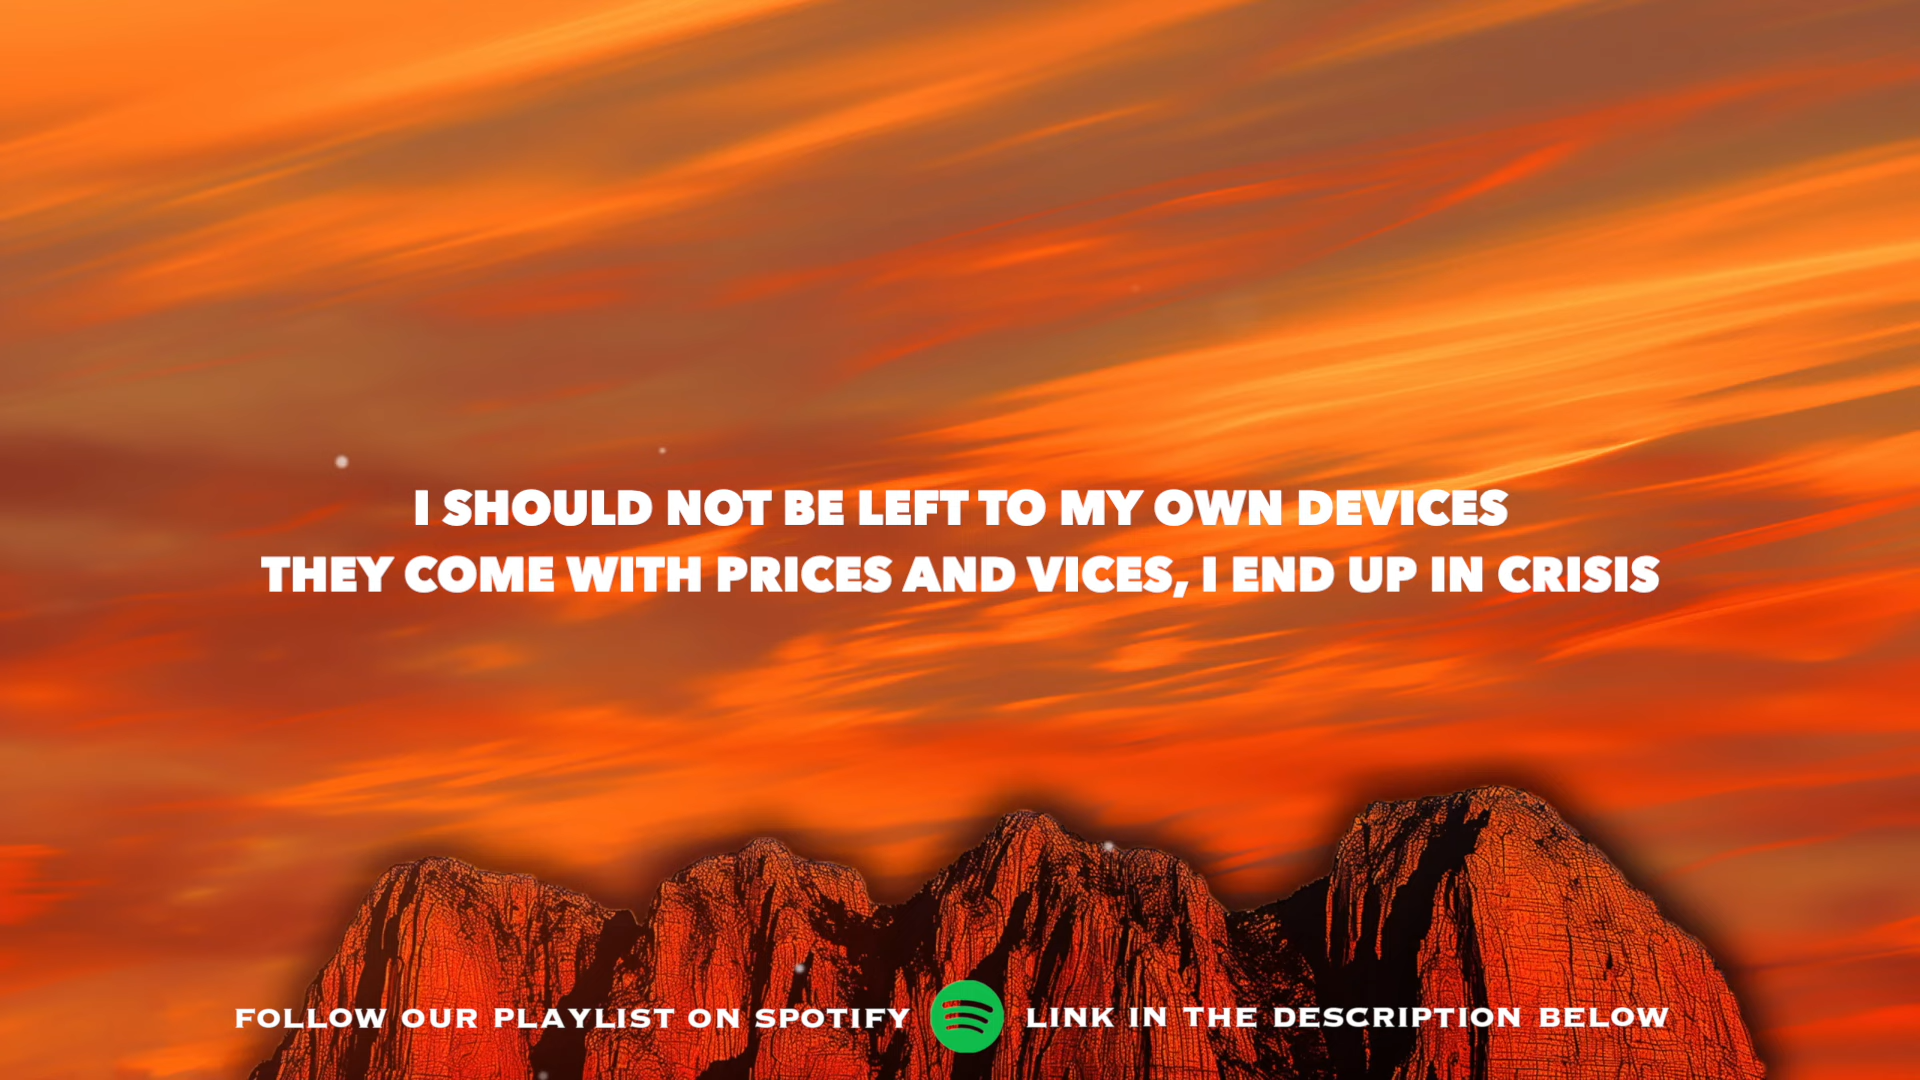 I SHOULD NOT BE LEFT TO MY OWN DEVICES
THEY COME WITH PRICES AND VICES, I END UP IN CRISIS
FOLLOW OUR PLAYLIST ON SPOTIFY LINK IN THE DESCRIPTION BELOW